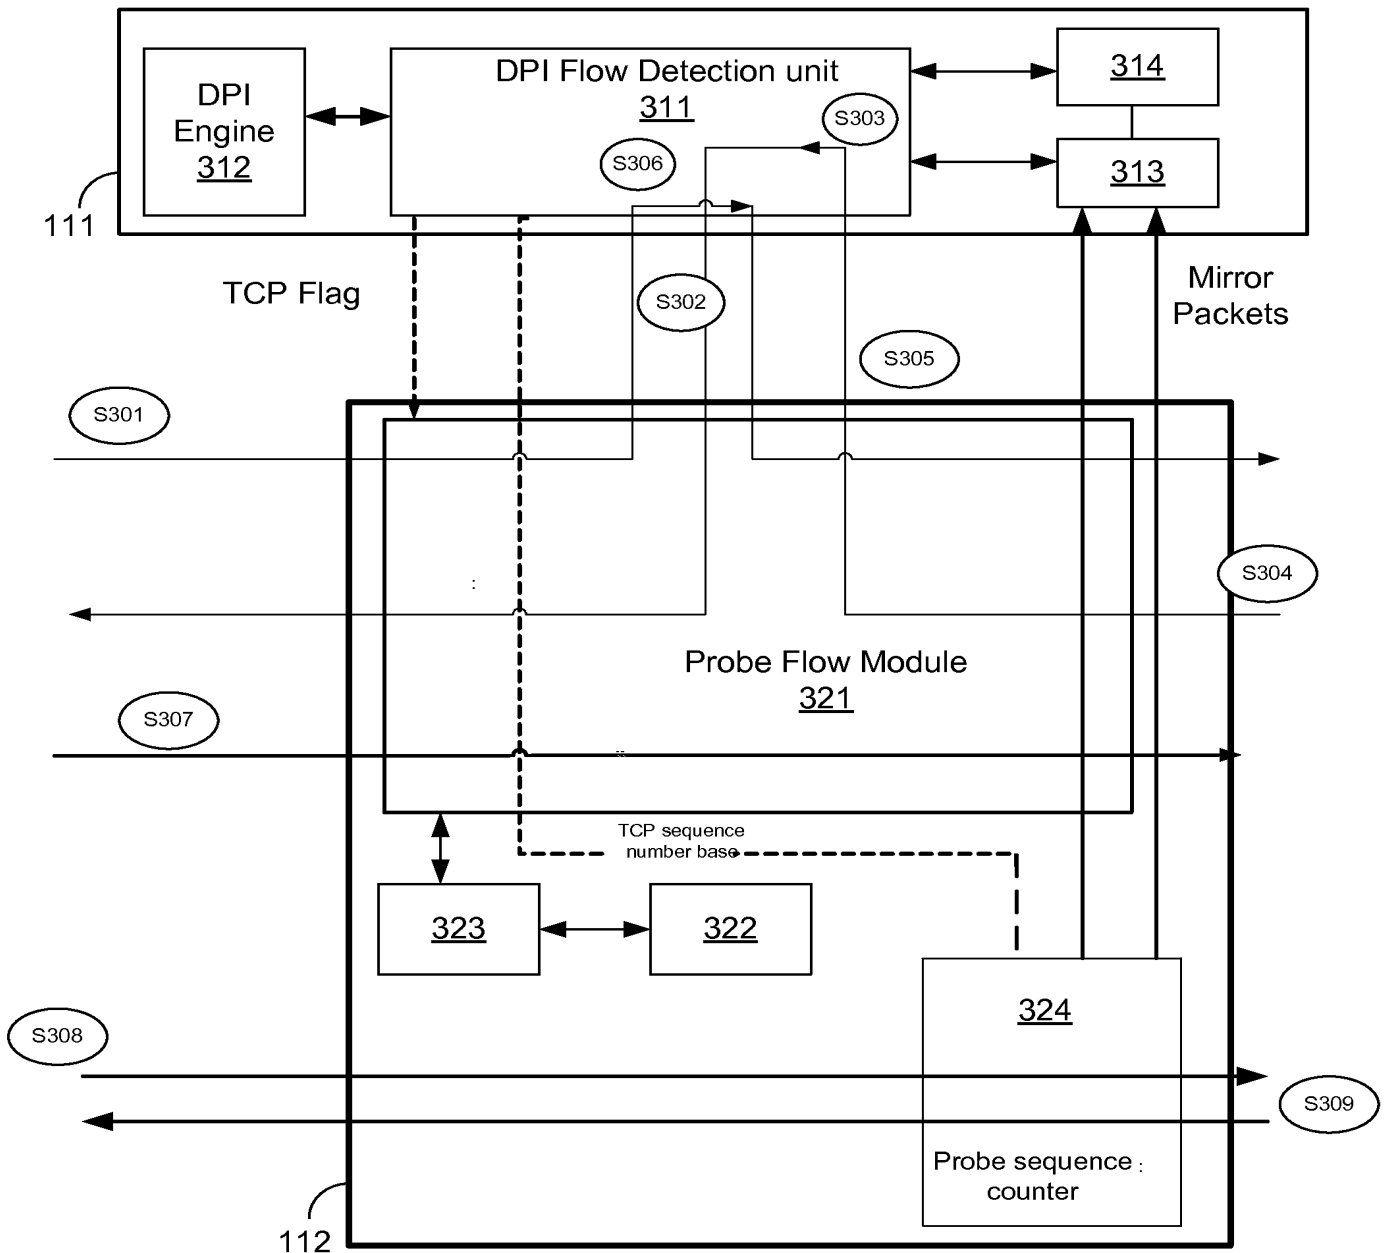 DPI
Engine
312
DPI Flow Detection unit
311
S303
S306
314
313
111
TCP Flag
S302
Mirror
Packets
S305
S301
S304
:
Probe Flow Module
321
S307
TCP sequence
number base
323
322
324
S308
S309
Probe sequence :
counter
112